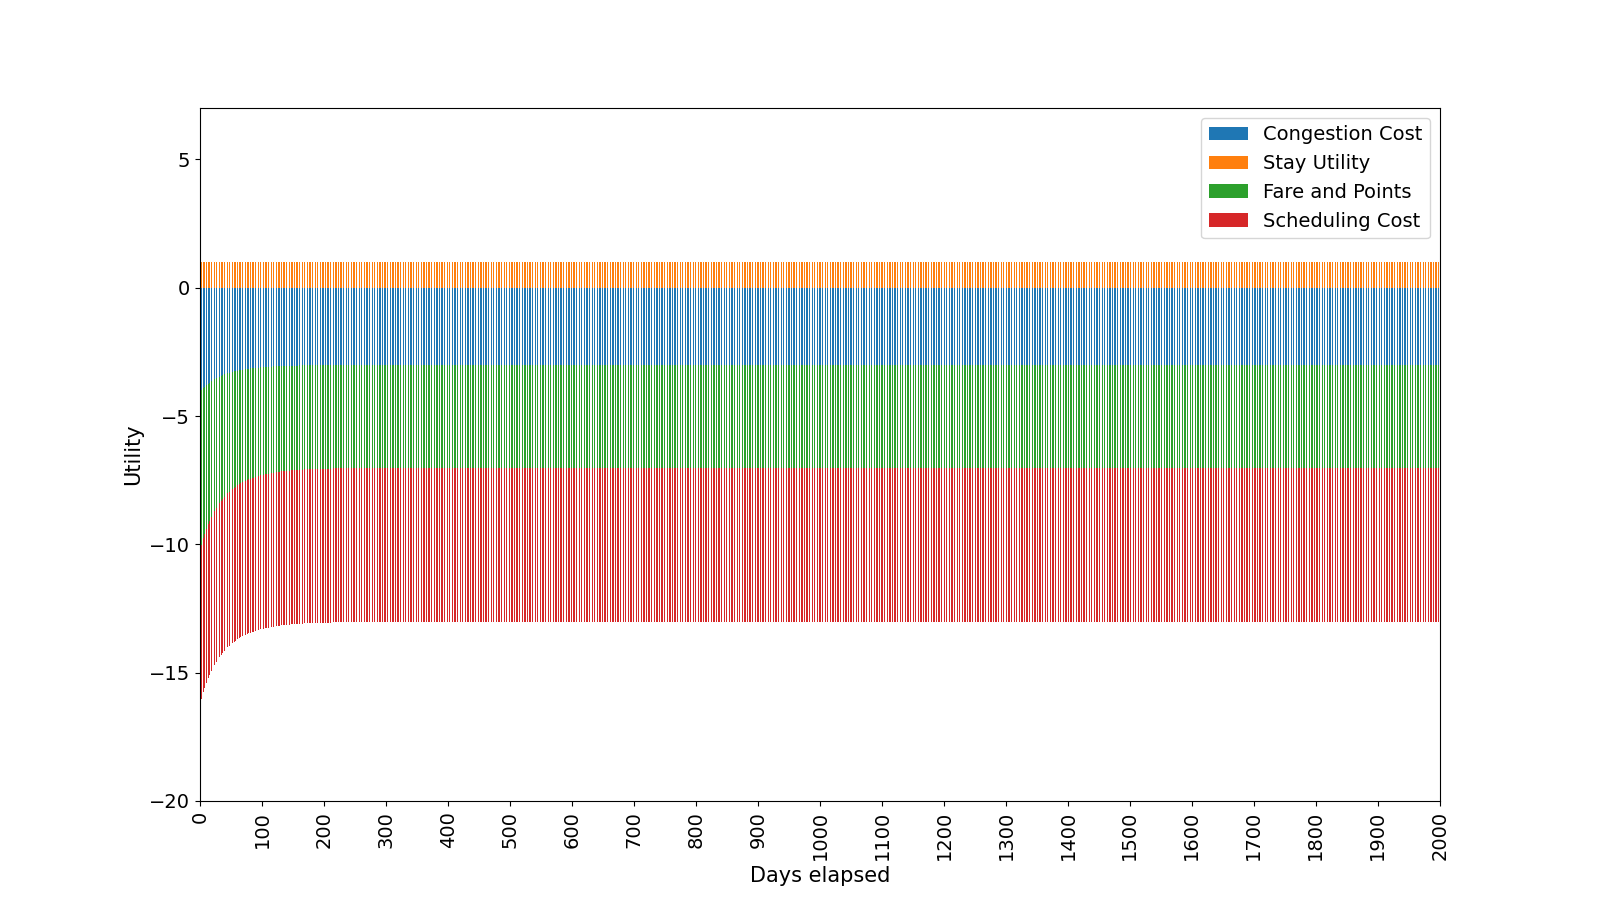 Congestion Cost
Stay Utility
Fare and Points
Scheduling Cost
Utility
5
0
−5
−10
−15
−20
0 100 200 300 400 500 600 700 800 900 1000 1100 1200 1300 1400 1500 1600 1700 1800 1900 2000
Days elapsed